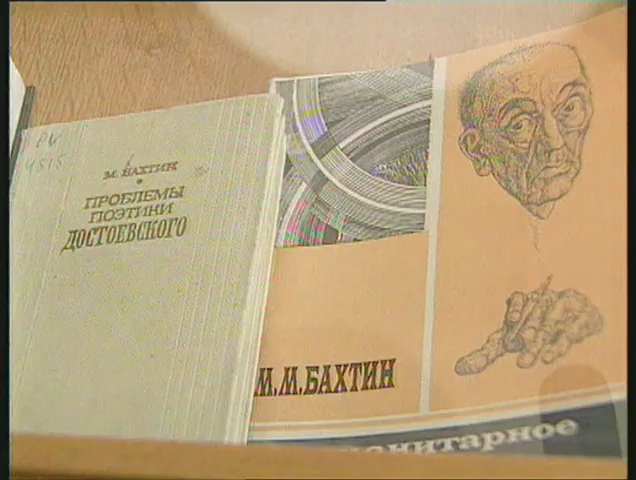 М. БАХТИН
ПРОБЛЕМЫ
ПОЭТИКИ
ДОСТОЕВСКОГО
М.М.БАХТИН